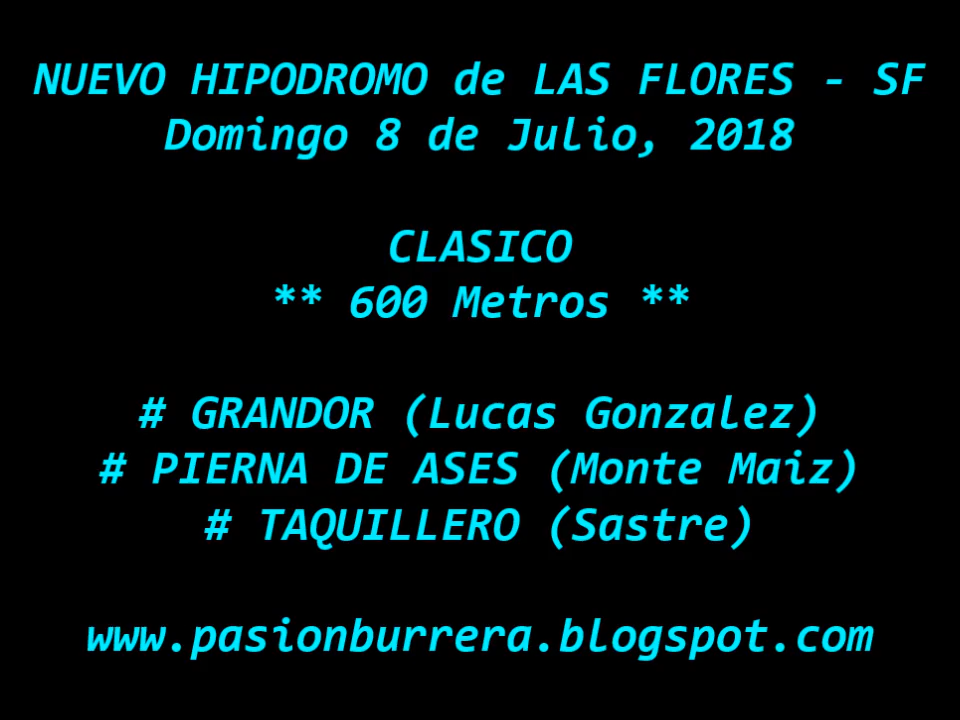 NUEVO HIPODROMO de LAS FLORES - SF
Domingo 8 de Julio, 2018
CLASICO
** 600 Metros **
# GRANDOR (Lucas Gonzalez)
# PIERNA DE ASES (Monte Maiz)
# TAQUILLERO (Sastre)
www.pasionburrera.blogspot.com